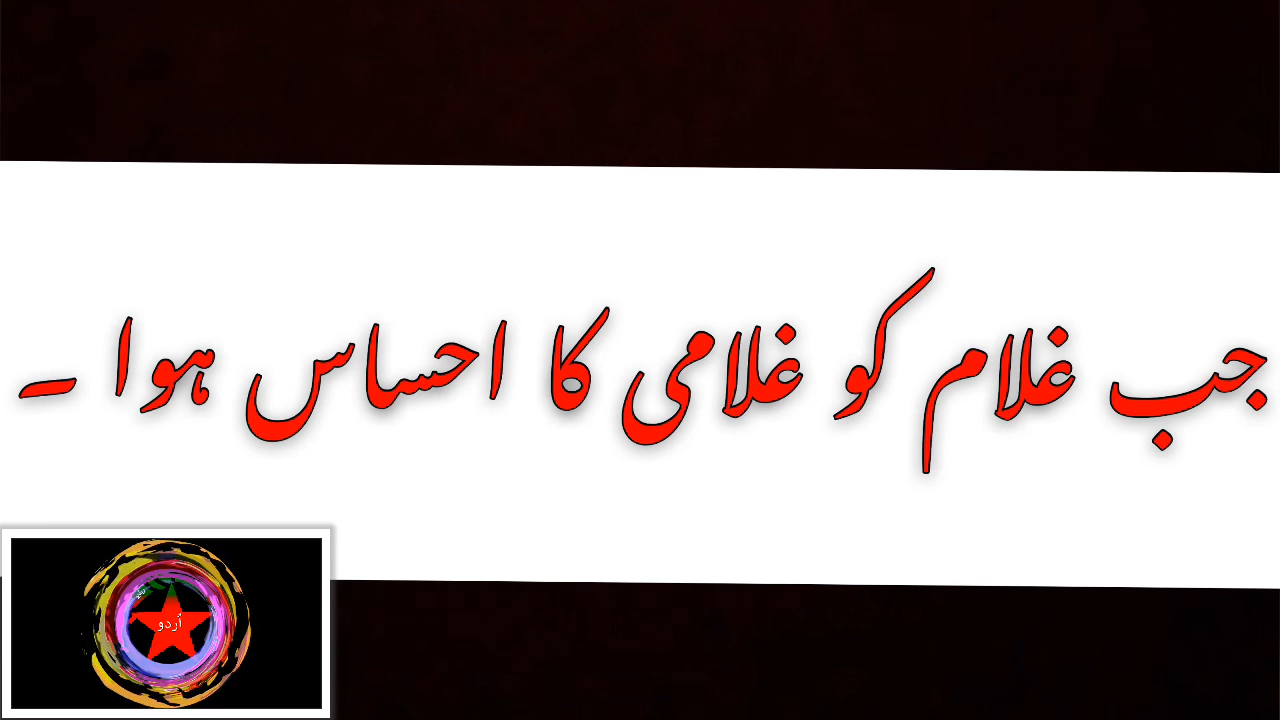 جب غلام کو غلامی کا احساس ہوا ۔
اُردو